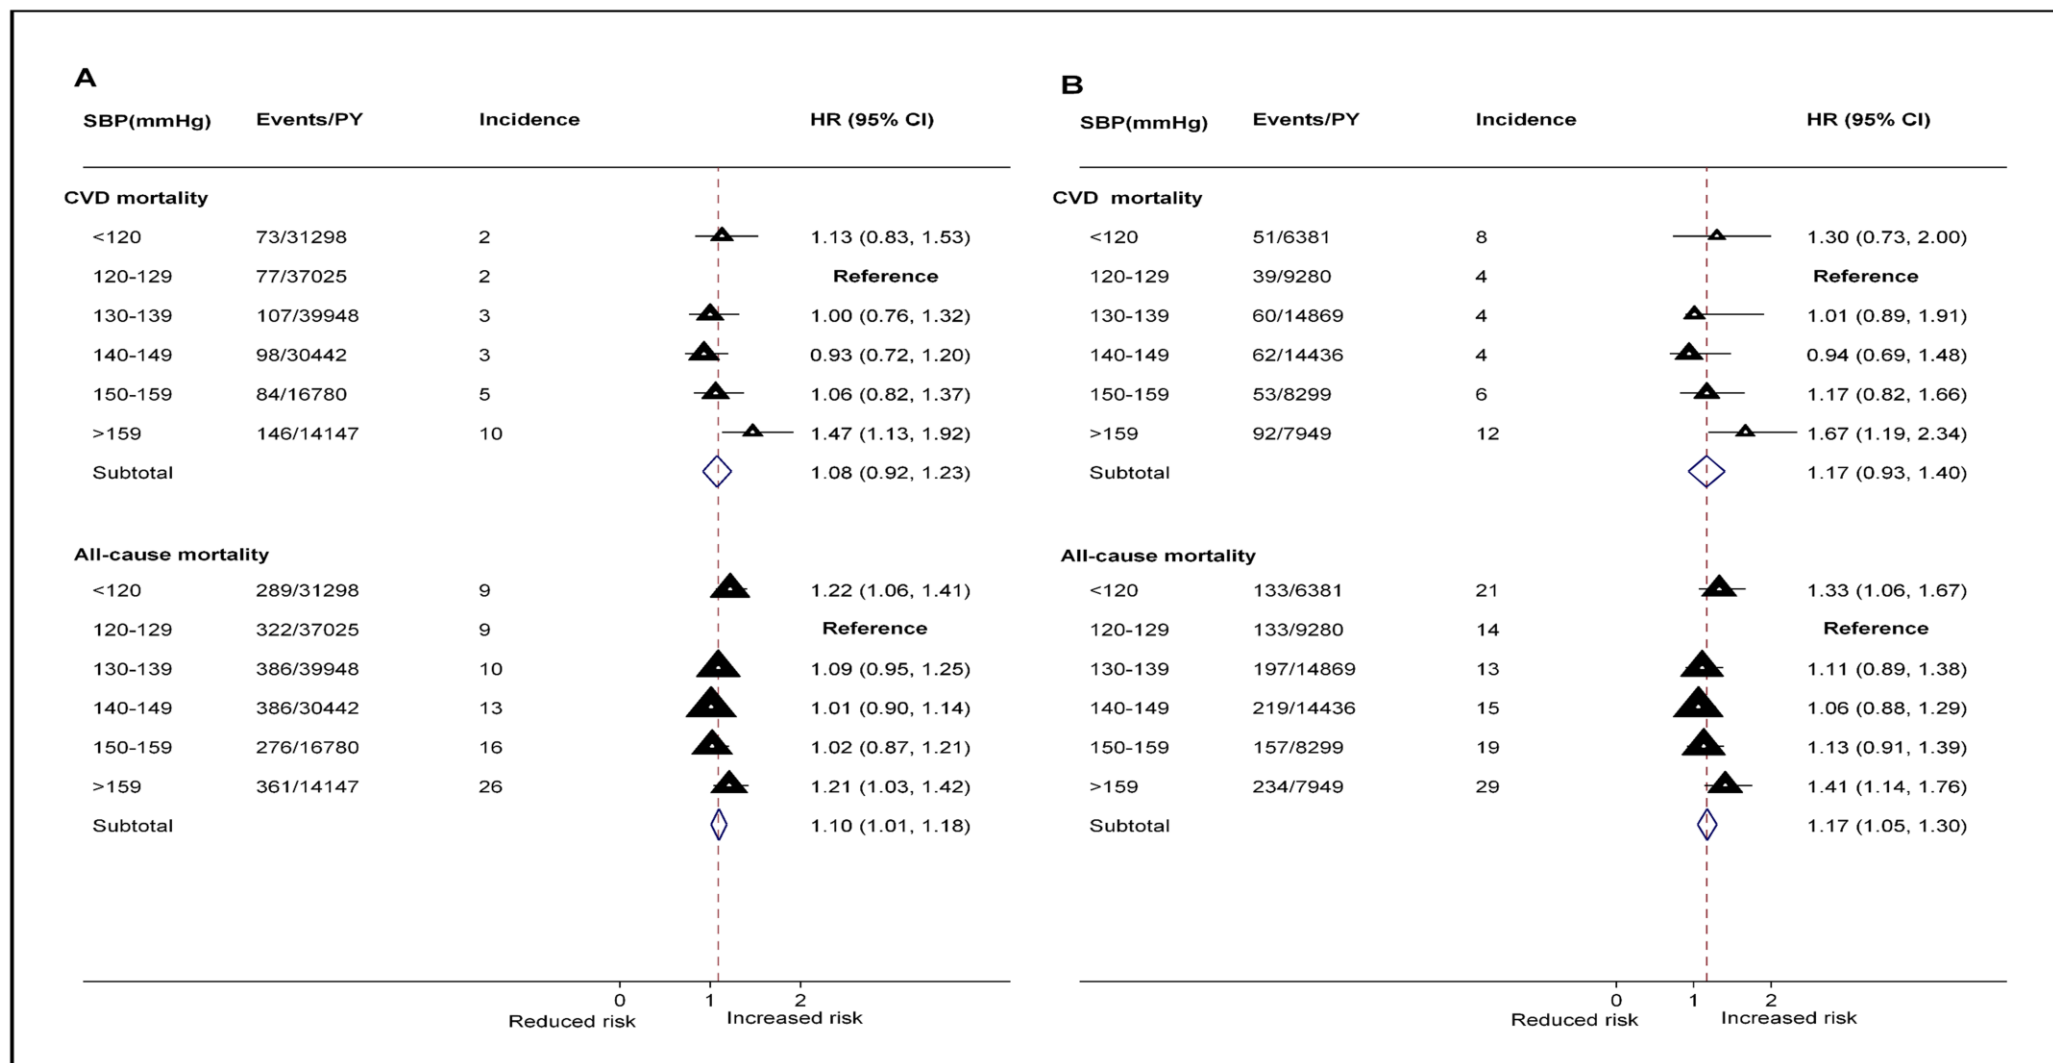 A
SBP(mmHg) Events/PY Incidence HR (95% CI)
CVD mortality
<120 73/31298 2 1.13 (0.83, 1.53)
120-129 77/37025 2 Reference
130-139 107/39948 3 1.00 (0.76, 1.32)
140-149 98/30442 3 0.93 (0.72, 1.20)
150-159 84/16780 5 1.06 (0.82, 1.37)
>159 146/14147 10 1.47 (1.13, 1.92)
Subtotal 1.08 (0.92, 1.23)
All-cause mortality
<120 289/31298 9 1.22 (1.06, 1.41)
120-129 322/37025 9 Reference
130-139 386/39948 10 1.09 (0.95, 1.25)
140-149 386/30442 13 1.01 (0.90, 1.14)
150-159 276/16780 16 1.02 (0.87, 1.21)
>159 361/14147 26 1.21 (1.03, 1.42)
Subtotal 1.10 (1.01, 1.18)
0 1 2
Reduced risk Increased risk
B
SBP(mmHg) Events/PY Incidence HR (95% CI)
CVD mortality
<120 51/6381 8 1.30 (0.73, 2.00)
120-129 39/9280 4 Reference
130-139 60/14869 4 1.01 (0.89, 1.91)
140-149 62/14436 4 0.94 (0.69, 1.48)
150-159 53/8299 6 1.17 (0.82, 1.66)
>159 92/7949 12 1.67 (1.19, 2.34)
Subtotal 1.17 (0.93, 1.40)
All-cause mortality
<120 133/6381 21 1.33 (1.06, 1.67)
120-129 133/9280 14 Reference
130-139 197/14869 13 1.11 (0.89, 1.38)
140-149 219/14436 15 1.06 (0.88, 1.29)
150-159 157/8299 19 1.13 (0.91, 1.39)
>159 234/7949 29 1.41 (1.14, 1.76)
Subtotal 1.17 (1.05, 1.30)
0 1 2
Reduced risk Increased risk